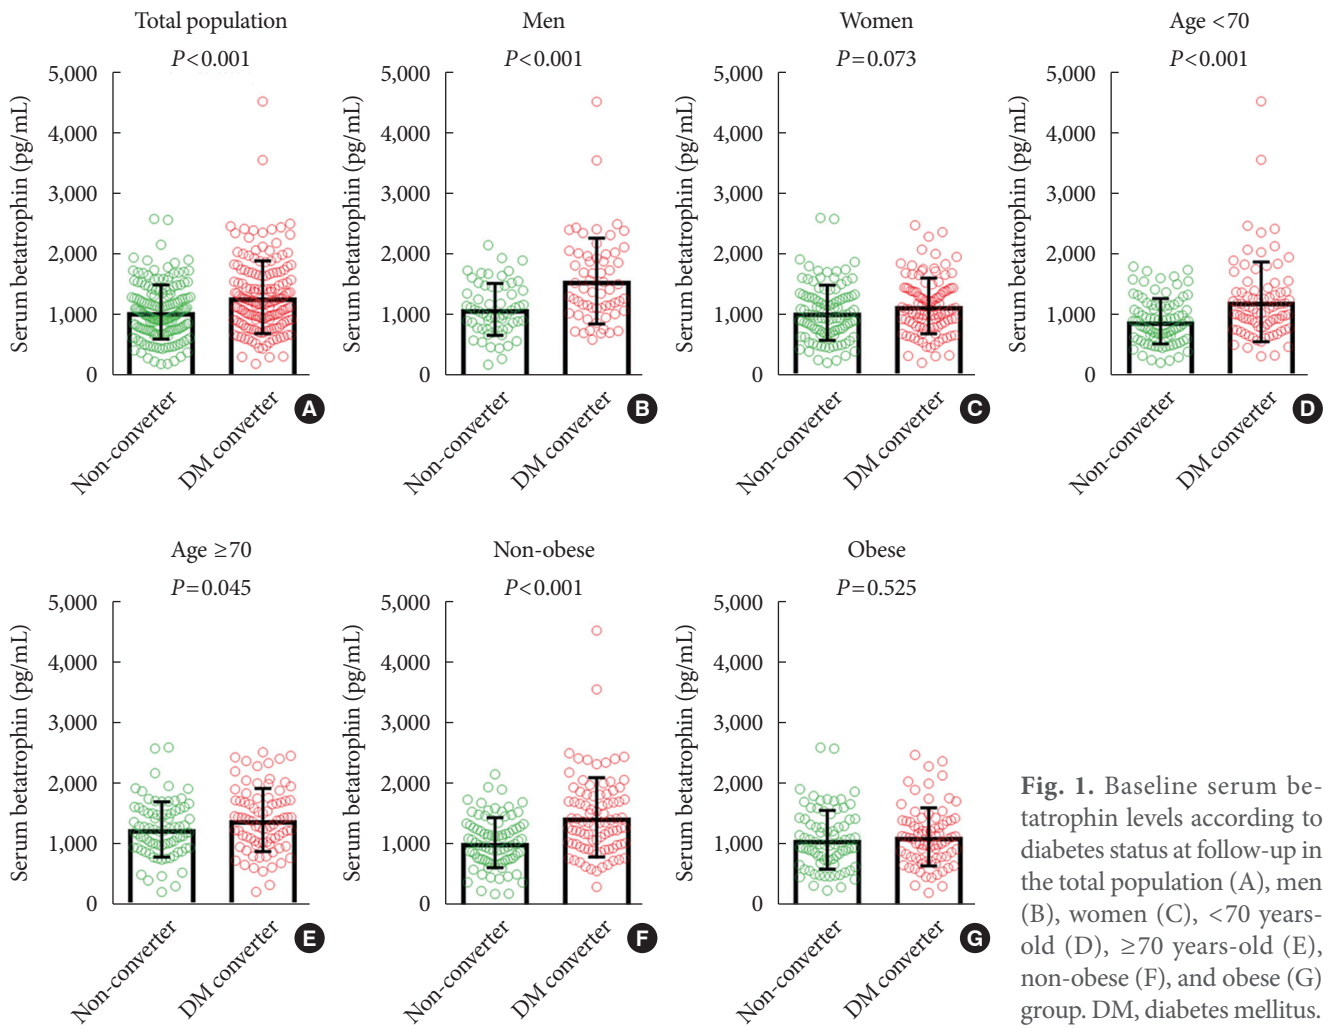 Total population
P<0.001
Serum betatrophin (pg/mL)
5,000
4,000
3,000
2,000
1,000
0
Non-converter
DM converter
A
Men
P<0.001
Serum betatrophin (pg/mL)
5,000
4,000
3,000
2,000
1,000
0
Non-converter
DM converter
B
Women
P=0.073
Serum betatrophin (pg/mL)
5,000
4,000
3,000
2,000
1,000
0
Non-converter
DM converter
C
Age <70
P<0.001
Serum betatrophin (pg/mL)
5,000
4,000
3,000
2,000
1,000
0
Non-converter
DM converter
D
Age ≥70
P=0.045
Serum betatrophin (pg/mL)
5,000
4,000
3,000
2,000
1,000
0
Non-converter
DM converter
E
Non-obese
P<0.001
Serum betatrophin (pg/mL)
5,000
4,000
3,000
2,000
1,000
0
Non-converter
DM converter
F
Obese
P=0.525
Serum betatrophin (pg/mL)
5,000
4,000
3,000
2,000
1,000
0
Non-converter
DM converter
G
Fig. 1. Baseline serum be-
tatrophin levels according to
diabetes status at follow-up in
the total population (A), men
(B), women (C), <70 years-
old (D), ≥70 years-old (E),
non-obese (F), and obese (G)
group. DM, diabetes mellitus.